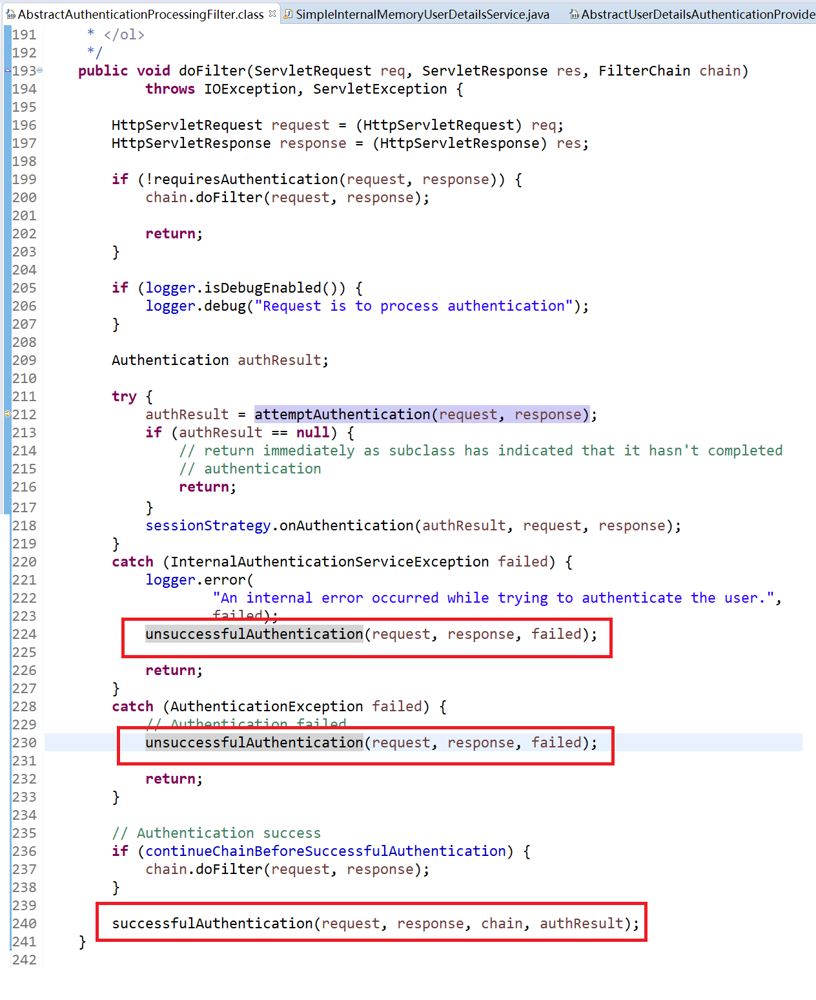 AbstractAuthenticationProcessingFilter.class SimpleInternalMemoryUserDetailsService.java AbstractUserDetailsAuthenticationProvide
191 * </ol>
192 */
193 public void doFilter(ServletRequest req, ServletResponse res, FilterChain chain)
194 throws IOException, ServletException {
195
196 HttpServletRequest request = (HttpServletRequest) req;
197 HttpServletResponse response = (HttpServletResponse) res;
198
199 if (!requiresAuthentication(request, response)) {
200 chain.doFilter(request, response);
201
202 return;
203 }
204
205 if (logger.isDebugEnabled()) {
206 logger.debug("Request is to process authentication");
207 }
208
209 Authentication authResult;
210
211 try {
212 authResult = attemptAuthentication(request, response);
213 if (authResult == null) {
214 // return immediately as subclass has indicated that it hasn't completed
215 // authentication
216 return;
217 }
218 sessionStrategy.onAuthentication(authResult, request, response);
219 }
220 catch (InternalAuthenticationServiceException failed) {
221 logger.error(
222 "An internal error occurred while trying to authenticate the user.",
223 failed);
224 unsuccessfulAuthentication(request, response, failed);
225
226 return;
227 }
228 catch (AuthenticationException failed) {
229 // Authentication failed
230 unsuccessfulAuthentication(request, response, failed);
231
232 return;
233 }
234
235 // Authentication success
236 if (continueChainBeforeSuccessfulAuthentication) {
237 chain.doFilter(request, response);
238 }
239
240 successfulAuthentication(request, response, chain, authResult);
241 }
242